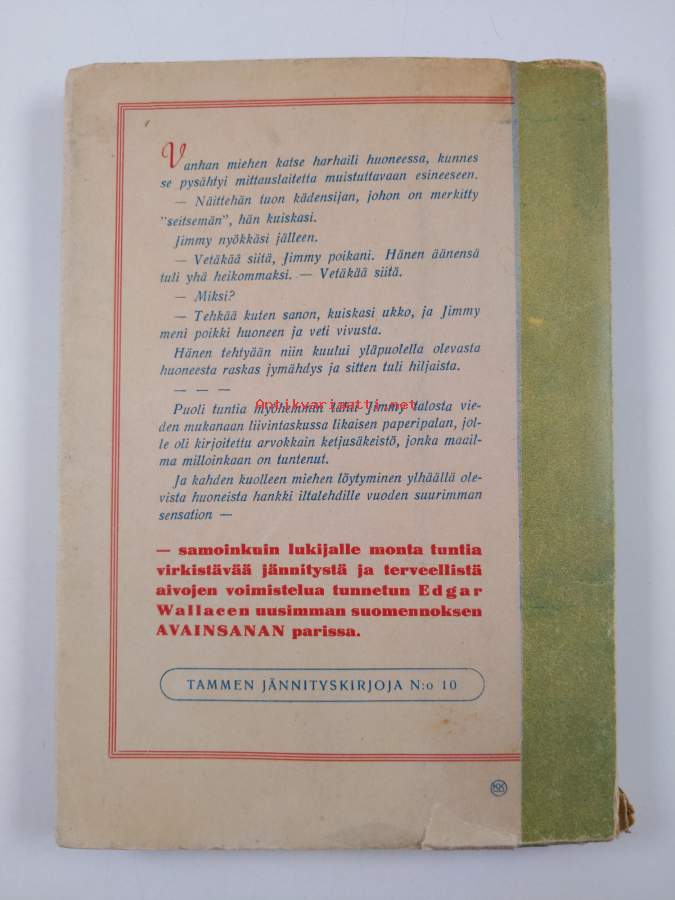 Vanhan miehen katse harhaili huoneessa, kunnes
se pysähtyi mittauslaitetta muistuttavaan esineeseen.
— Näittehän tuon kädensijan, johon on merkitty
"seitsemän", hän kuiskasi.
Jimmy nyökkäsi jälleen.
— Vetäkää siitä, Jimmy poikani. Hänen äänensä
tuli yhä heikommaksi. — Vetäkää siitä.
— Miksi?
— Tehkää kuten sanon, kuiskasi ukko, ja Jimmy
meni poikki huoneen ja veti vivusta.
Hänen tehtyään niin kuului yläpuolella olevasta
huoneesta raskas jymähdys ja sitten tuli hiljaista.
— — —
Antikvariaatti.net
Puoli tuntia myöhemmin lähti Jimmy talosta vie-
den mukanaan liivintaskussa likaisen paperipalan, jol-
le oli kirjoitettu arvokkain ketjusäkeistö, jonka maail-
ma milloinkaan on tuntenut.
Ja kahden kuolleen miehen löytyminen ylhäällä ole-
vista huoneista hankki iltalehdille vuoden suurimman
sensation —
— samoinkuin lukijalle monta tuntia
virkistävää jännitystä ja terveellistä
aivojen voimistelua tunnetun Edgar
Wallacen uusimman suomennoksen
AVAINSANAN parissa.
TAMMEN JÄNNITYSKIRJOJA N:o 10
KK